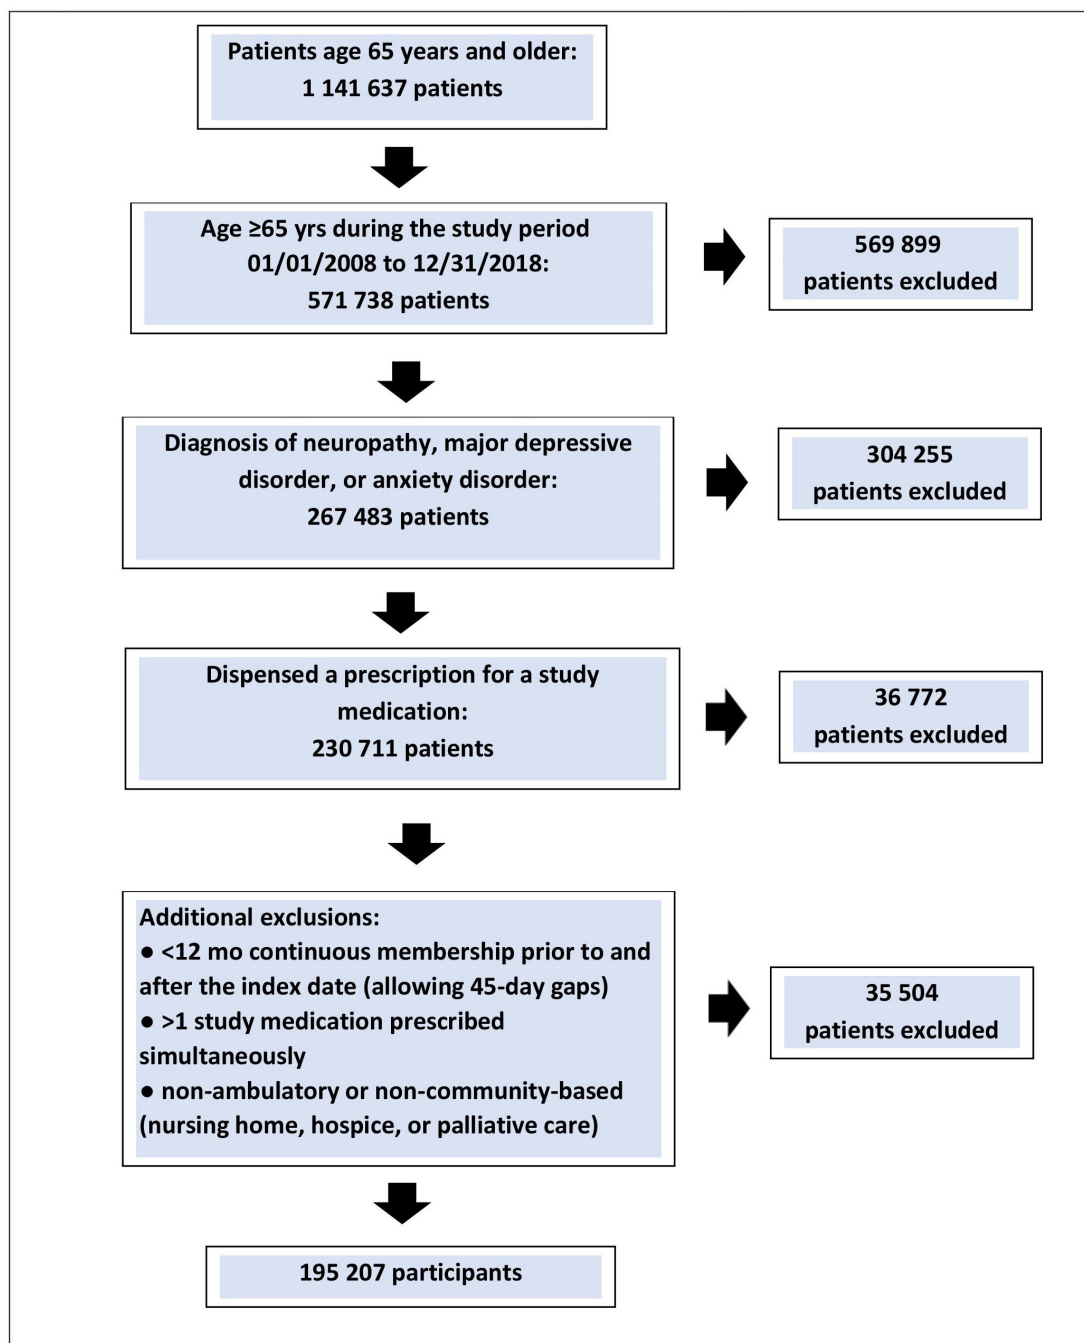 Patients age 65 years and older:
1 141 637 patients
Age ≥65 yrs during the study period
01/01/2008 to 12/31/2018:
571 738 patients
569 899
patients excluded
Diagnosis of neuropathy, major depressive
disorder, or anxiety disorder:
267 483 patients
304 255
patients excluded
Dispensed a prescription for a study
medication:
230 711 patients
36 772
patients excluded
Additional exclusions:
● <12 mo continuous membership prior to and
after the index date (allowing 45-day gaps)
● >1 study medication prescribed
simultaneously
● non-ambulatory or non-community-based
(nursing home, hospice, or palliative care)
35 504
patients excluded
195 207 participants